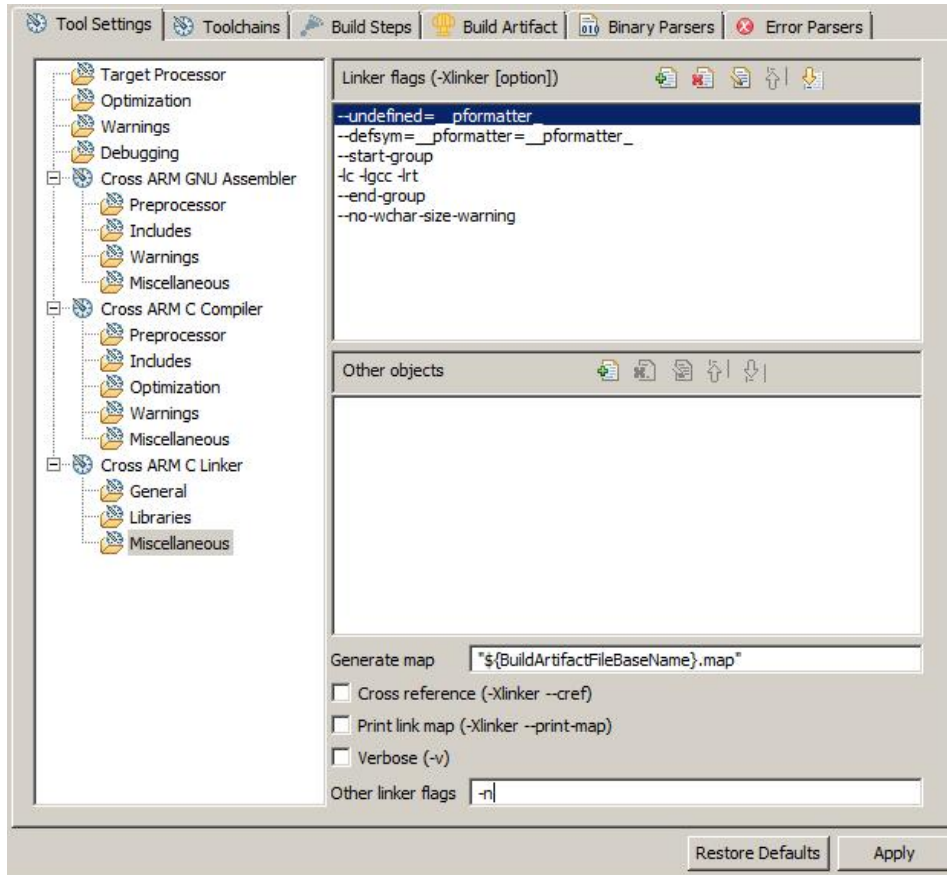 Tool Settings
Toolchains
Build Steps
Build Artifact
Binary Parsers
Error Parsers
Target Processor
Optimization
Warnings
Debugging
Cross ARM GNU Assembler
Preprocessor
Includes
Warnings
Miscellaneous
Cross ARM C Compiler
Preprocessor
Includes
Optimization
Warnings
Miscellaneous
Cross ARM C Linker
General
Libraries
Miscellaneous
Linker flags (-Xlinker [option])
--undefined=__pformatter_
--defsym=__pformatter=__pformatter_
--start-group
-lc -lgcc -lrt
--end-group
--no-wchar-size-warning
Other objects
Generate map "${BuildArtifactFileBaseName}.map"
Cross reference (-Xlinker --cref)
Print link map (-Xlinker --print-map)
Verbose (-v)
Other linker flags -n
Restore Defaults
Apply